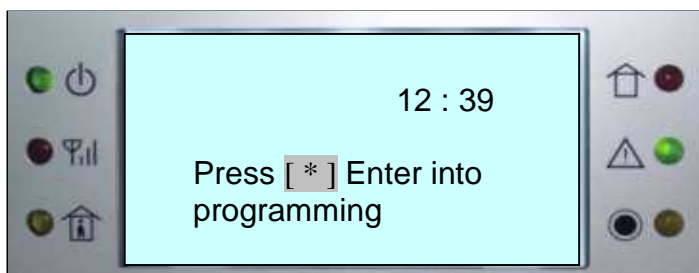 12 : 39
Press [ * ] Enter into
programming